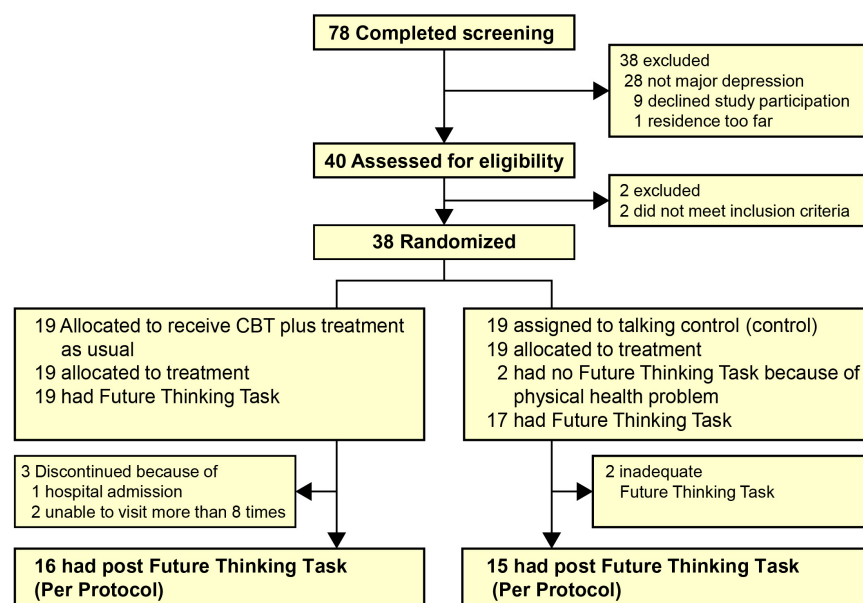 78 Completed screening
38 excluded
28 not major depression
9 declined study participation
1 residence too far
40 Assessed for eligibility
2 excluded
2 did not meet inclusion criteria
38 Randomized
19 Allocated to receive CBT plus treatment
as usual
19 allocated to treatment
19 had Future Thinking Task
19 assigned to talking control (control)
19 allocated to treatment
2 had no Future Thinking Task because of
physical health problem
17 had Future Thinking Task
3 Discontinued because of
1 hospital admission
2 unable to visit more than 8 times
2 inadequate
Future Thinking Task
16 had post Future Thinking Task
(Per Protocol)
15 had post Future Thinking Task
(Per Protocol)